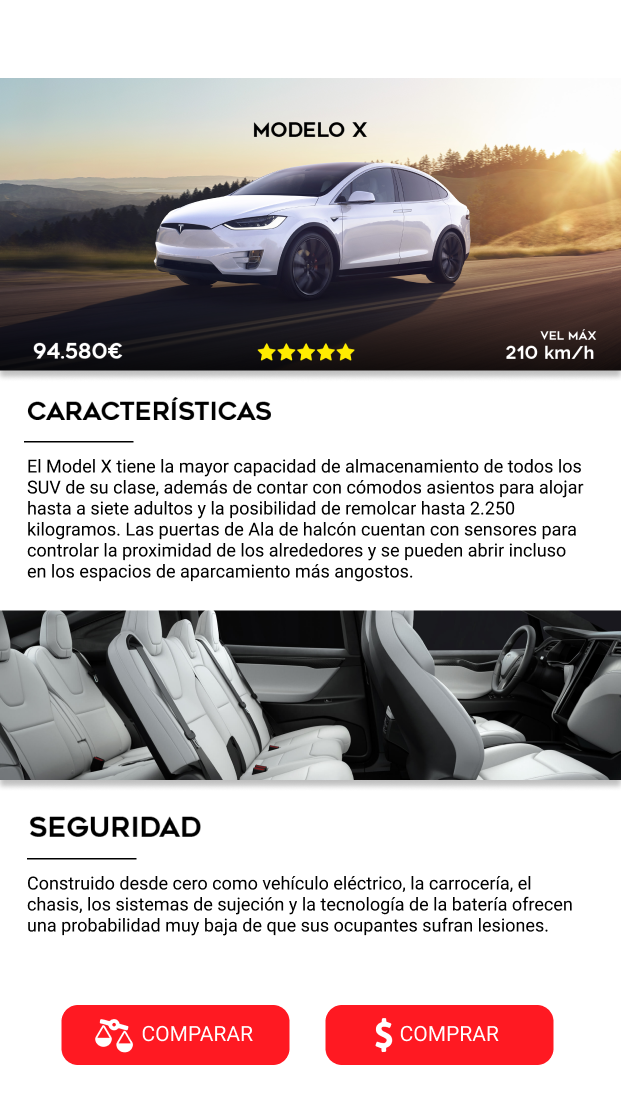 MODELO X
94.580€
VEL MÁX
210 km/h
CARACTERÍSTICAS
El Model X tiene la mayor capacidad de almacenamiento de todos los
SUV de su clase, además de contar con cómodos asientos para alojar
hasta a siete adultos y la posibilidad de remolcar hasta 2.250
kilogramos. Las puertas de Ala de halcón cuentan con sensores para
controlar la proximidad de los alrededores y se pueden abrir incluso
en los espacios de aparcamiento más angostos.
SEGURIDAD
Construido desde cero como vehículo eléctrico, la carrocería, el
chasis, los sistemas de sujeción y la tecnología de la batería ofrecen
una probabilidad muy baja de que sus ocupantes sufran lesiones.
COMPARAR
$ COMPRAR